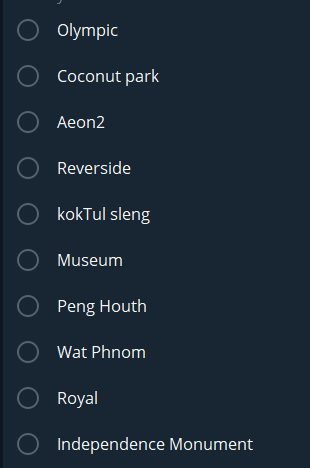 Olympic
Coconut park
Aeon2
Reverside
kokTul sleng
Museum
Peng Houth
Wat Phnom
Royal
Independence Monument